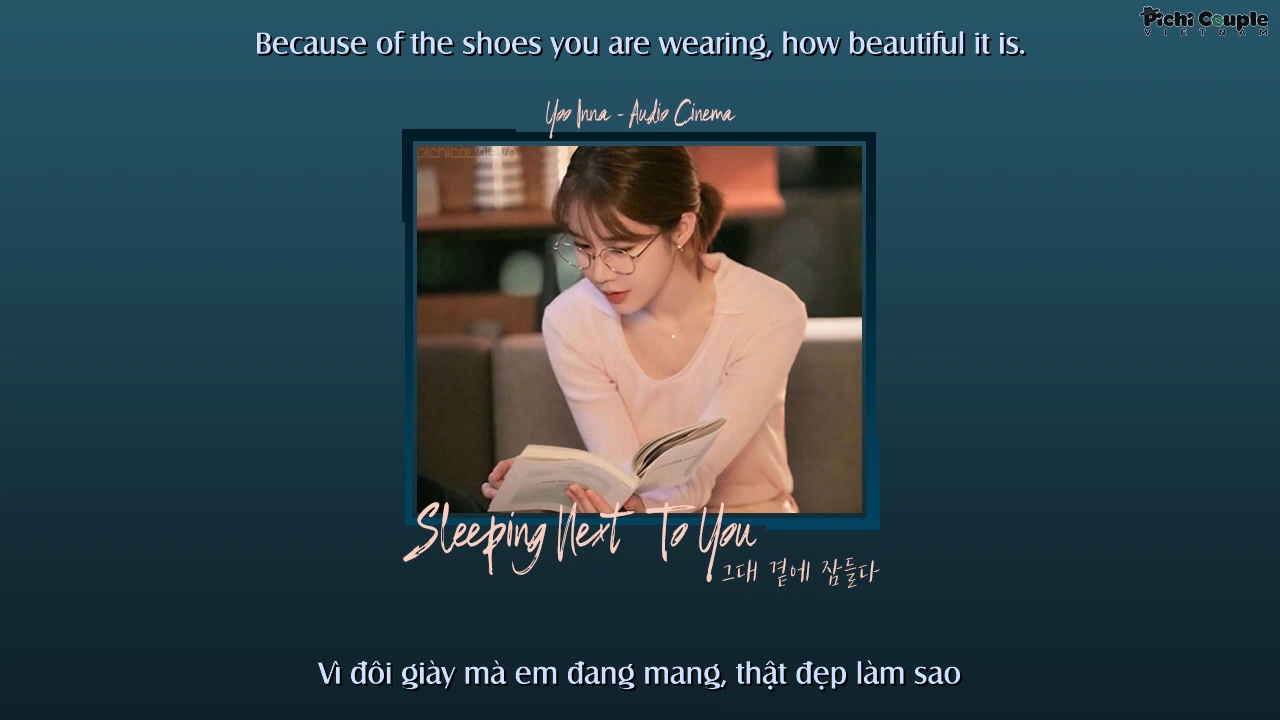 Pichi Couple
VIETNAM
Because of the shoes you are wearing, how beautiful it is.
Yoo Inna - Audio Cinema
pichicouple.vn
Sleeping Next To You
그대 곁에 잠들다
Vì đôi giày mà em đang mang, thật đẹp làm sao